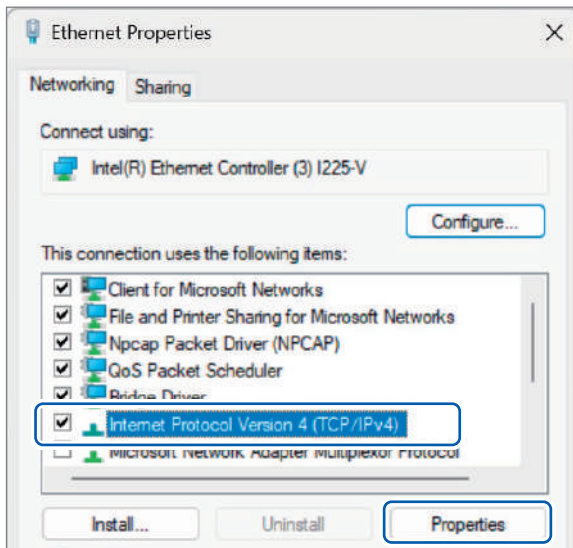 Ethernet Properties
Networking Sharing
Connect using:
Intel(R) Ethernet Controller (3) I225-V
Configure...
This connection uses the following items:
Client for Microsoft Networks
File and Printer Sharing for Microsoft Networks
Npcap Packet Driver (NPCAP)
QoS Packet Scheduler
Bridge Driver
Internet Protocol Version 4 (TCP/IPv4)
Microsoft Network Adapter Multiplexor Protocol
Install... Uninstall Properties